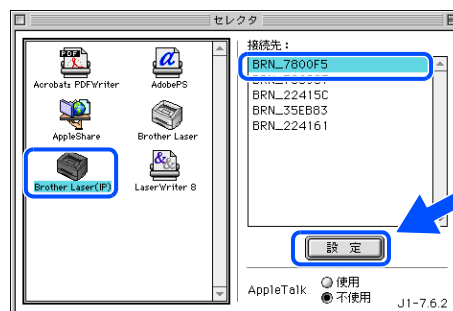 セレクタ
Acrobat™ PDFWriter
AdobePS
AppleShare
Brother Laser
Brother Laser(IP)
LaserWriter 8
接続先：
BRN_7800F5
BRN_22415C
BRN_35EB83
BRN_224161
設 定
AppleTalk
使用
不使用
J1-7.6.2